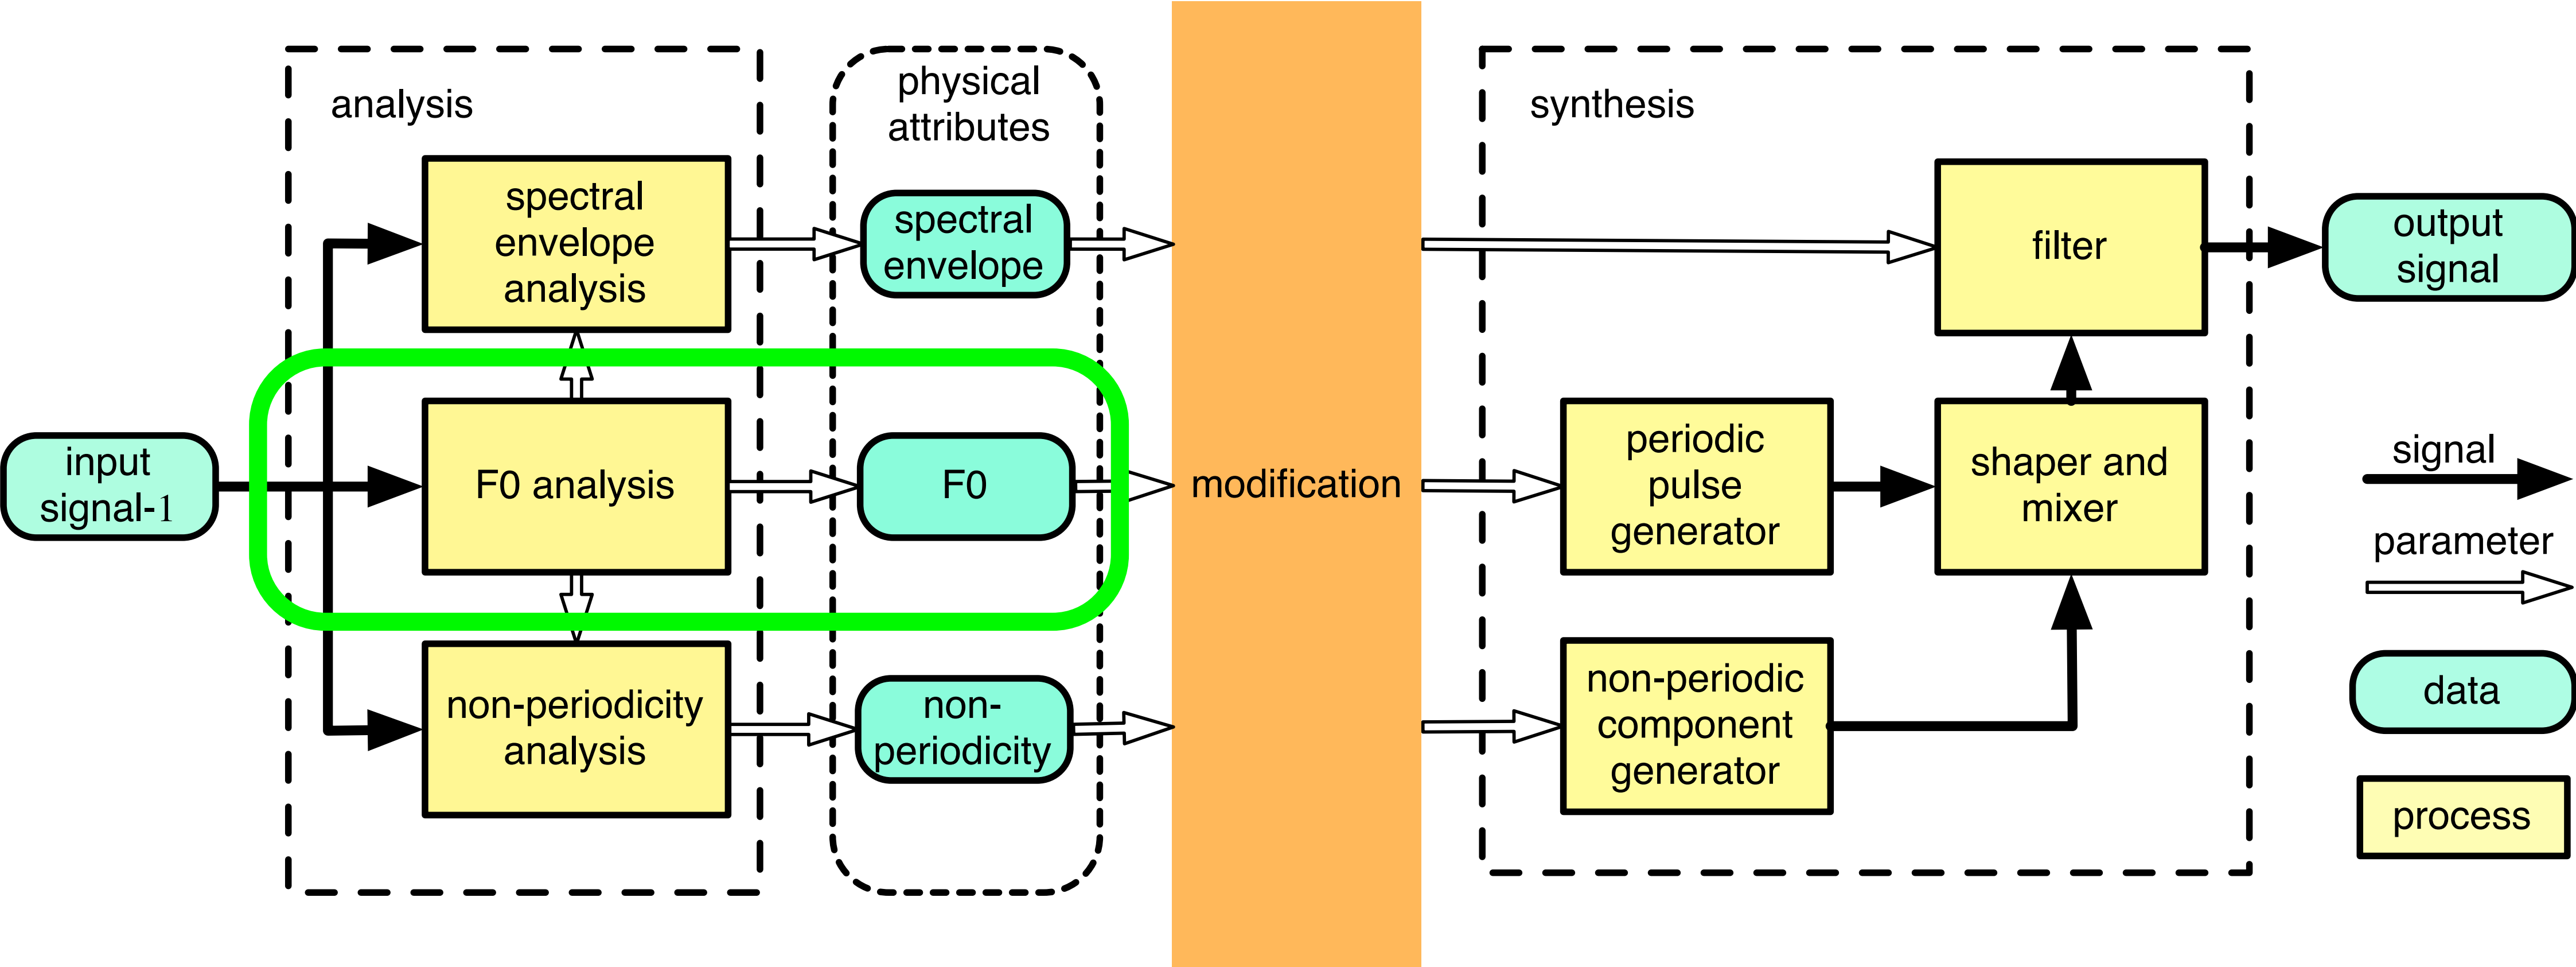 analysis
physical
attributes
synthesis
spectral
envelope
analysis
spectral
envelope
filter
output
signal
input
signal-1
F0 analysis
F0
modification
periodic
pulse
generator
shaper and
mixer
signal
parameter
non-periodicity
analysis
non-
periodicity
non-periodic
component
generator
data
process